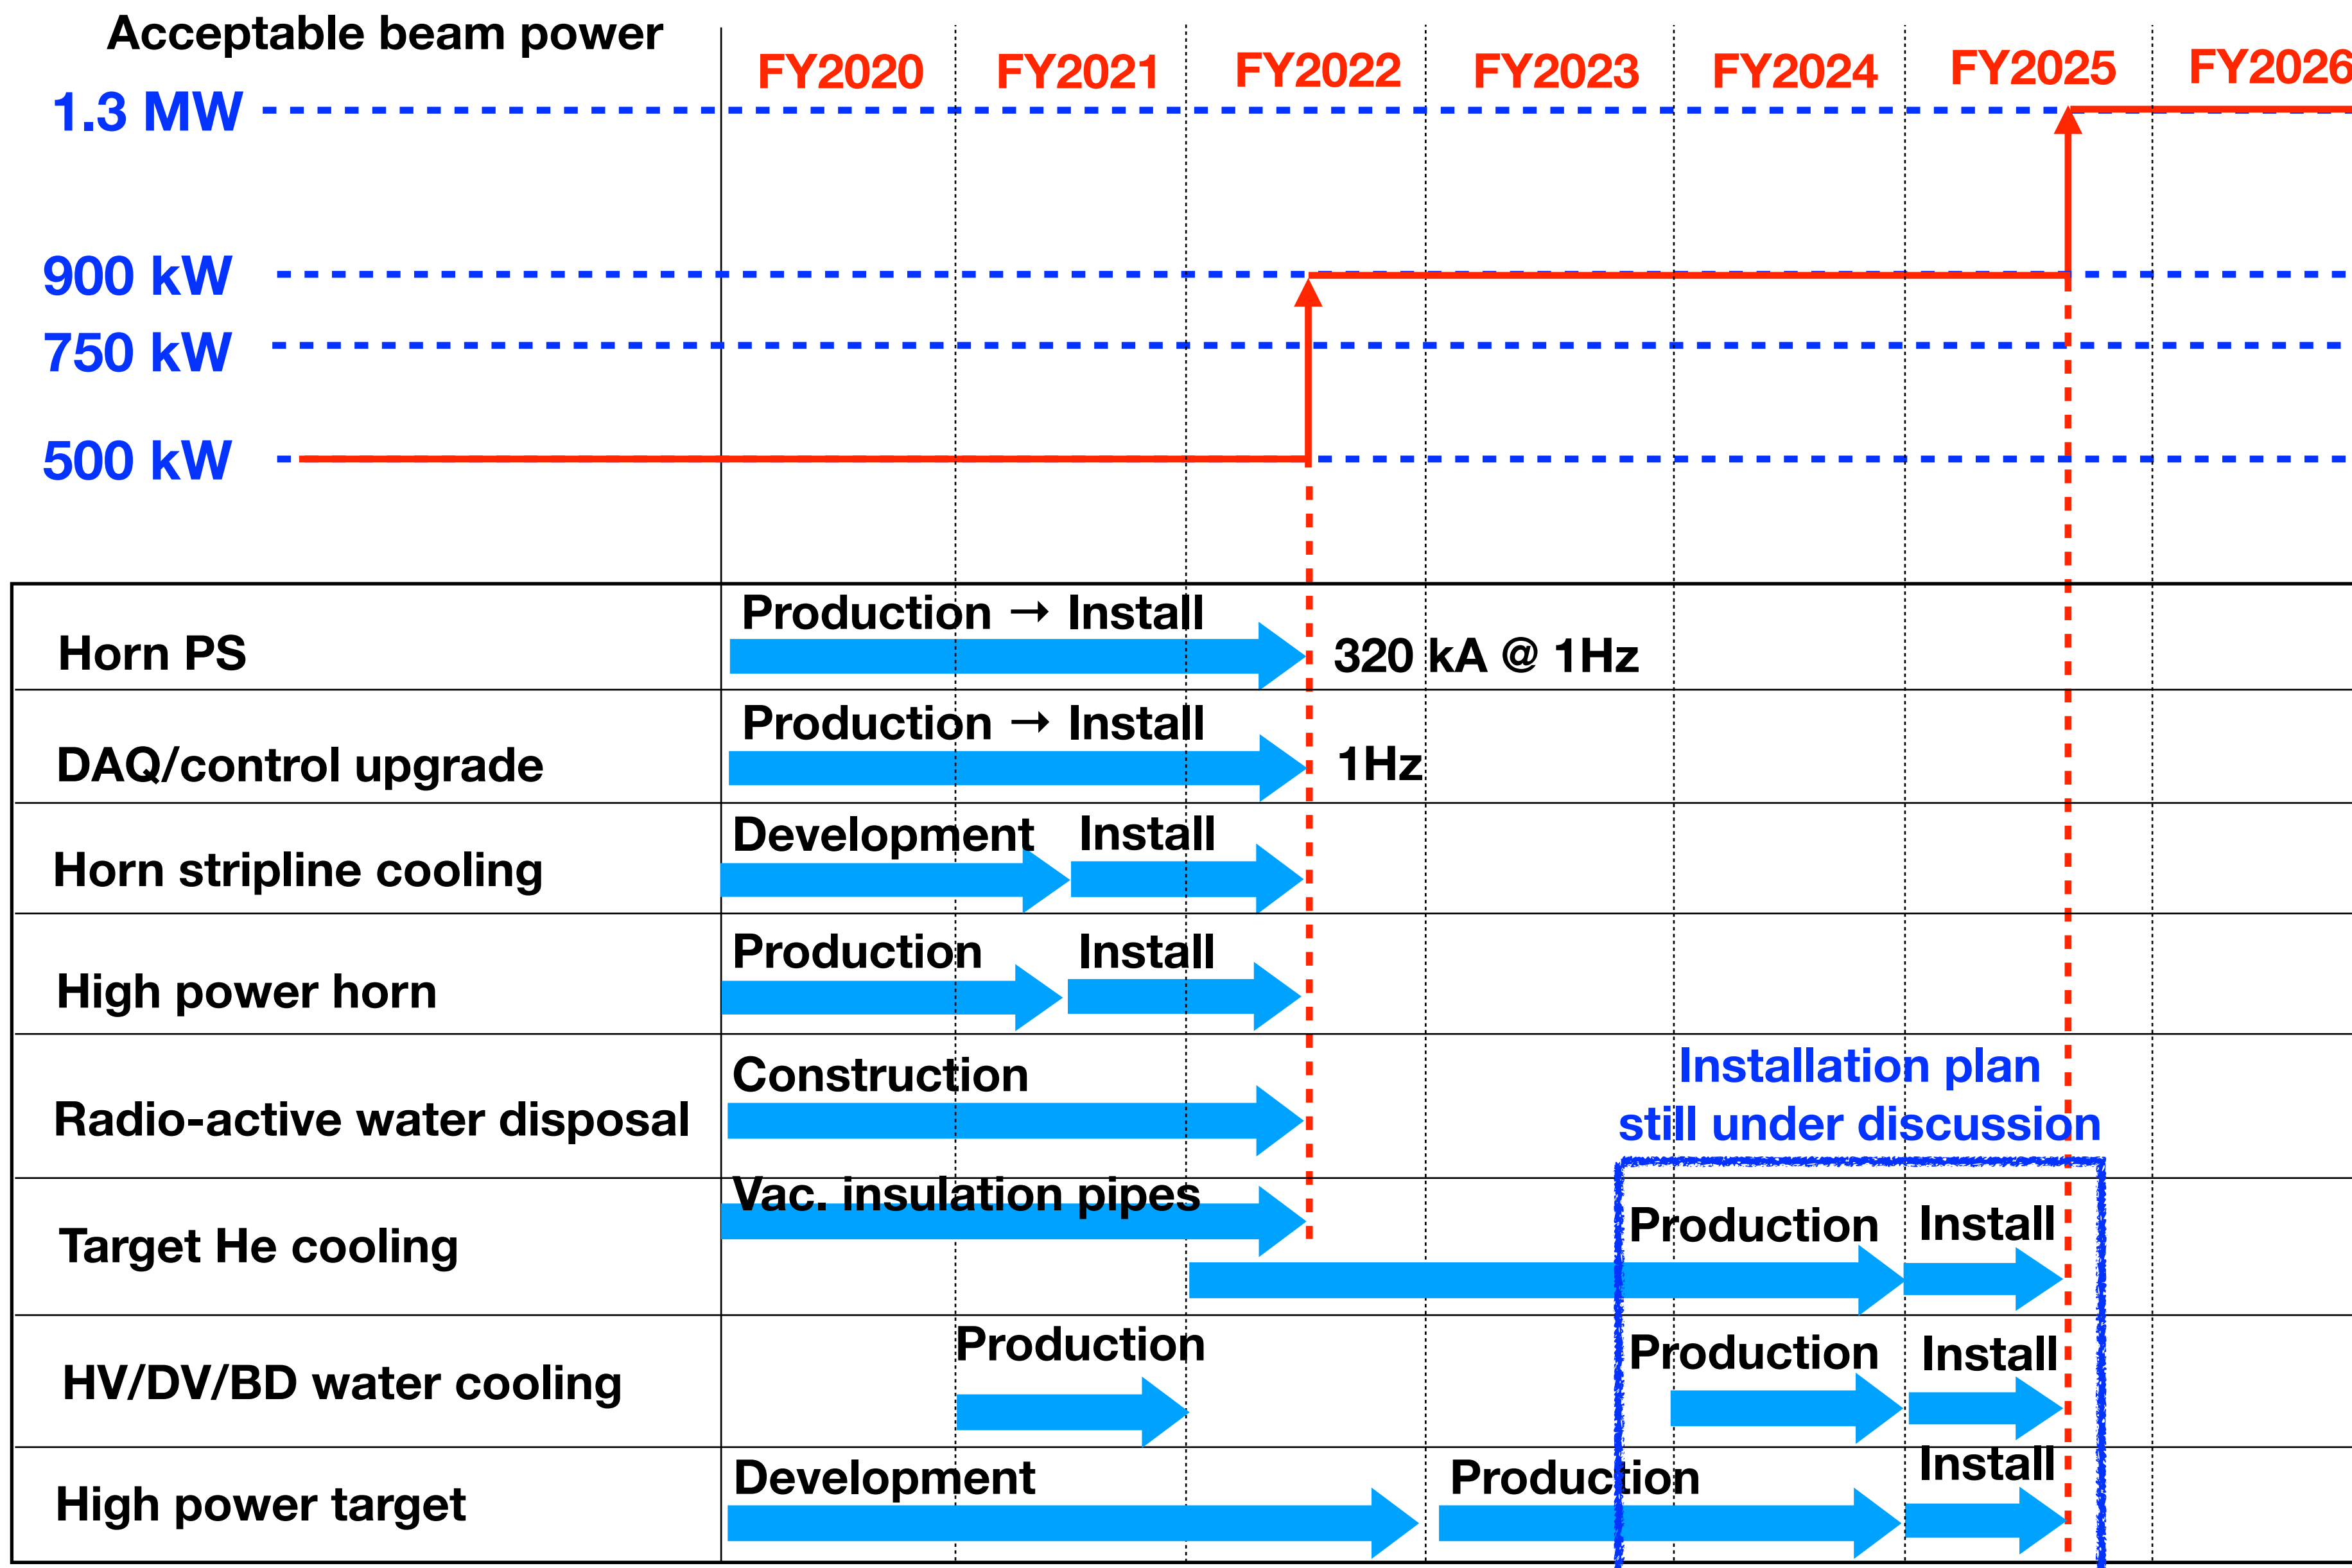 Acceptable beam power
FY2020 FY2021 FY2022 FY2023 FY2024 FY2025 FY2026
1.3 MW
900 kW
750 kW
500 kW
Production → Install
Horn PS
320 kA @ 1Hz
Production → Install
DAQ/control upgrade
1Hz
Development Install
Horn stripline cooling
Production Install
High power horn
Construction
Radio-active water disposal
Installation plan
still under discussion
Vac. insulation pipes
Target He cooling
Production Install
Production
HV/DV/BD water cooling
Production Install
Development Production Install
High power target